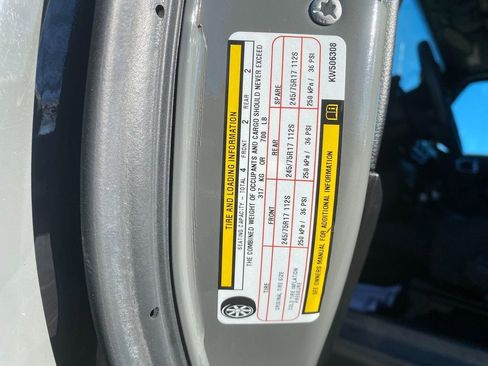 TIRE AND LOADING INFORMATION
SEATING CAPACITY - TOTAL 4 FRONT 2 REAR 2
THE COMBINED WEIGHT OF OCCUPANTS AND CARGO SHOULD NEVER EXCEED
317 KG OR 700 LB
TIRE FRONT REAR SPARE
ORIGINAL TIRE SIZE 245/75R17 112S 245/75R17 112S 245/75R17 112S
COLD TIRE INFLATION PRESSURE 250 kPa / 36 PSI 250 kPa / 36 PSI 250 kPa / 36 PSI
SEE OWNERS MANUAL FOR ADDITIONAL INFORMATION
KW506308